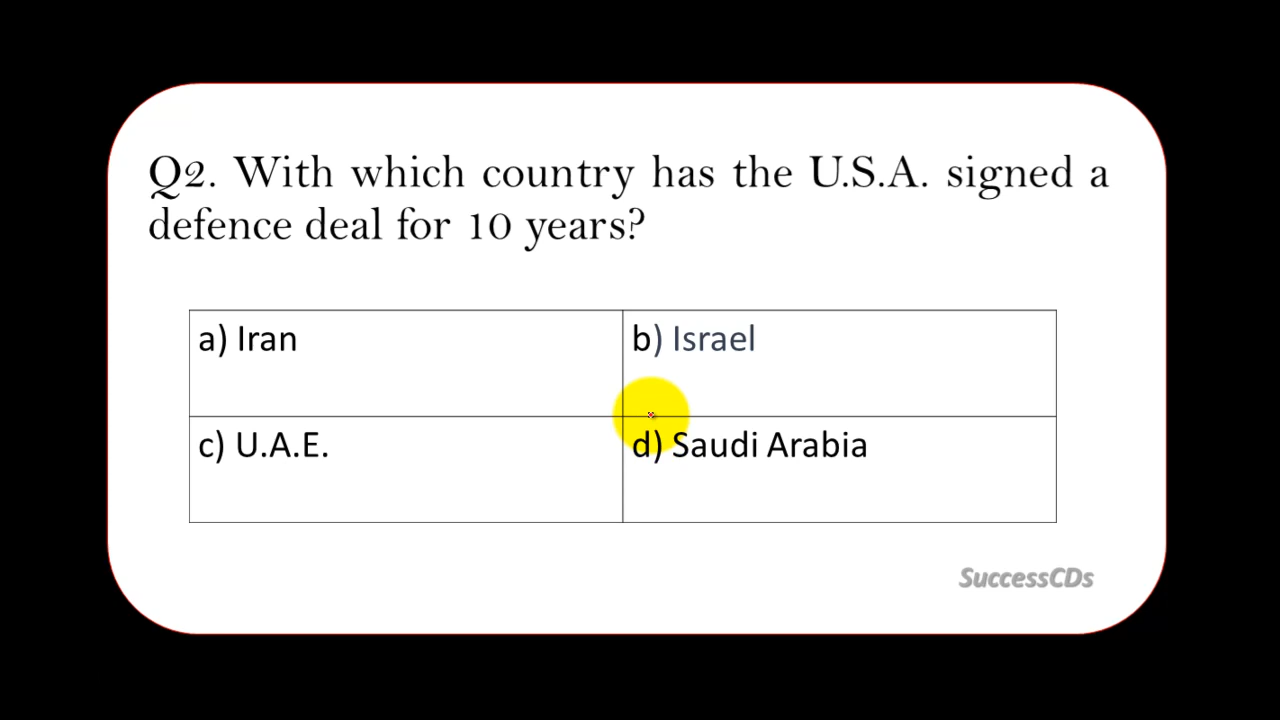 Q2. With which country has the U.S.A. signed a
defence deal for 10 years?
a) Iran
b) Israel
c) U.A.E.
d) Saudi Arabia
SuccessCDs